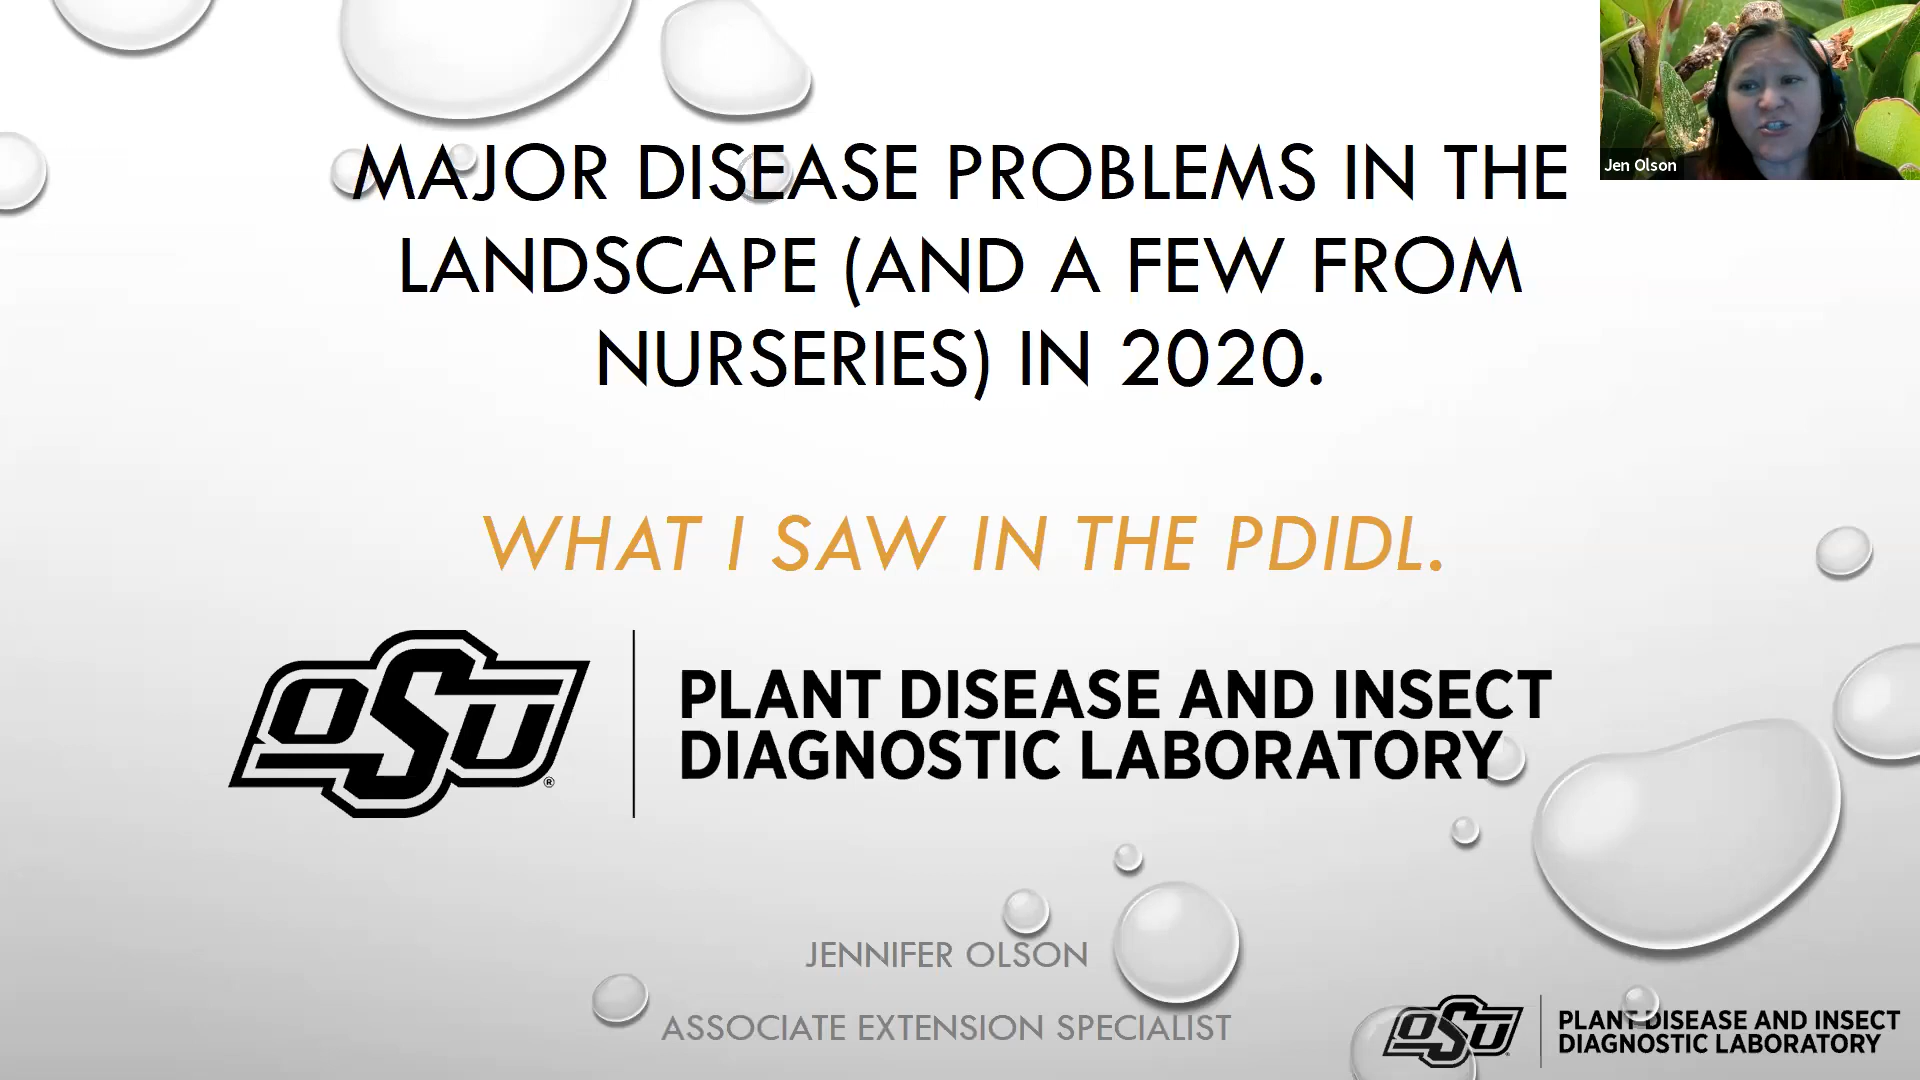 MAJOR DISEASE PROBLEMS IN THE
LANDSCAPE (AND A FEW FROM
NURSERIES) IN 2020.
WHAT I SAW IN THE PDIDL.
OSU ®
PLANT DISEASE AND INSECT
DIAGNOSTIC LABORATORY
JENNIFER OLSON
ASSOCIATE EXTENSION SPECIALIST
OSU
PLANT DISEASE AND INSECT
DIAGNOSTIC LABORATORY
Jen Olson